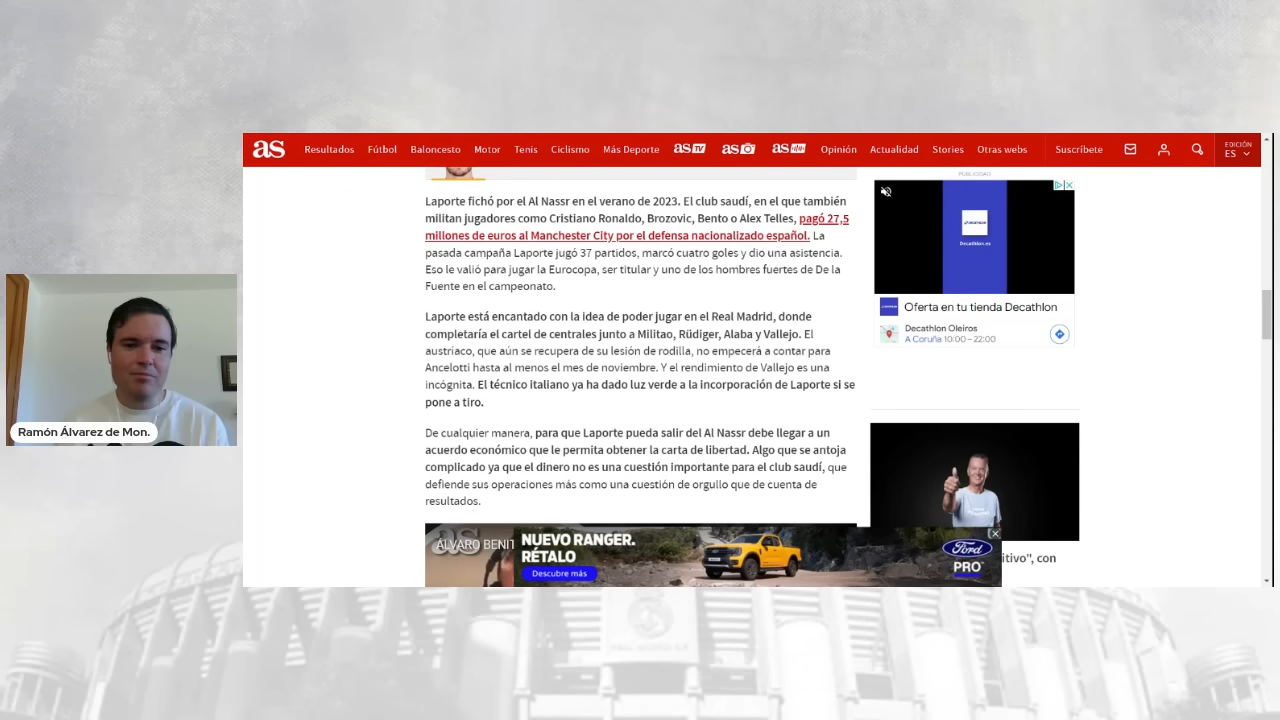 as
Resultados
Fútbol
Baloncesto
Motor
Tenis
Ciclismo
Más Deporte
as TV
as
as
Opinión
Actualidad
Stories
Otras webs
Suscríbete
EDICIÓN
ES
Laporte fichó por el Al Nassr en el verano de 2023. El club saudí, en el que también
militan jugadores como Cristiano Ronaldo, Brozovic, Bento o Alex Telles, pagó 27,5
millones de euros al Manchester City por el defensa nacionalizado español. La
pasada campaña Laporte jugó 37 partidos, marcó cuatro goles y dio una asistencia.
Eso le valió para jugar la Eurocopa, ser titular y uno de los hombres fuertes de De la
Fuente en el campeonato.
Laporte está encantado con la idea de poder jugar en el Real Madrid, donde
completaría el cartel de centrales junto a Militao, Rüdiger, Alaba y Vallejo. El
austríaco, que aún se recupera de su lesión de rodilla, no empecerá a contar para
Ancelotti hasta al menos el mes de noviembre. Y el rendimiento de Vallejo es una
incógnita. El técnico italiano ya ha dado luz verde a la incorporación de Laporte si se
pone a tiro.
De cualquier manera, para que Laporte pueda salir del Al Nassr debe llegar a un
acuerdo económico que le permita obtener la carta de libertad. Algo que se antoja
complicado ya que el dinero no es una cuestión importante para el club saudí, que
defiende sus operaciones más como una cuestión de orgullo que de cuenta de
resultados.
PUBLICIDAD
Decathlon.es
Oferta en tu tienda Decathlon
Decathlon Oleiros
A Coruña 10:00 – 22:00
itivo", con
as
ÁLVARO BENIT
NUEVO RANGER.
RÉTALO
Descubre más
Ford
PRO
Ramón Álvarez de Mon.